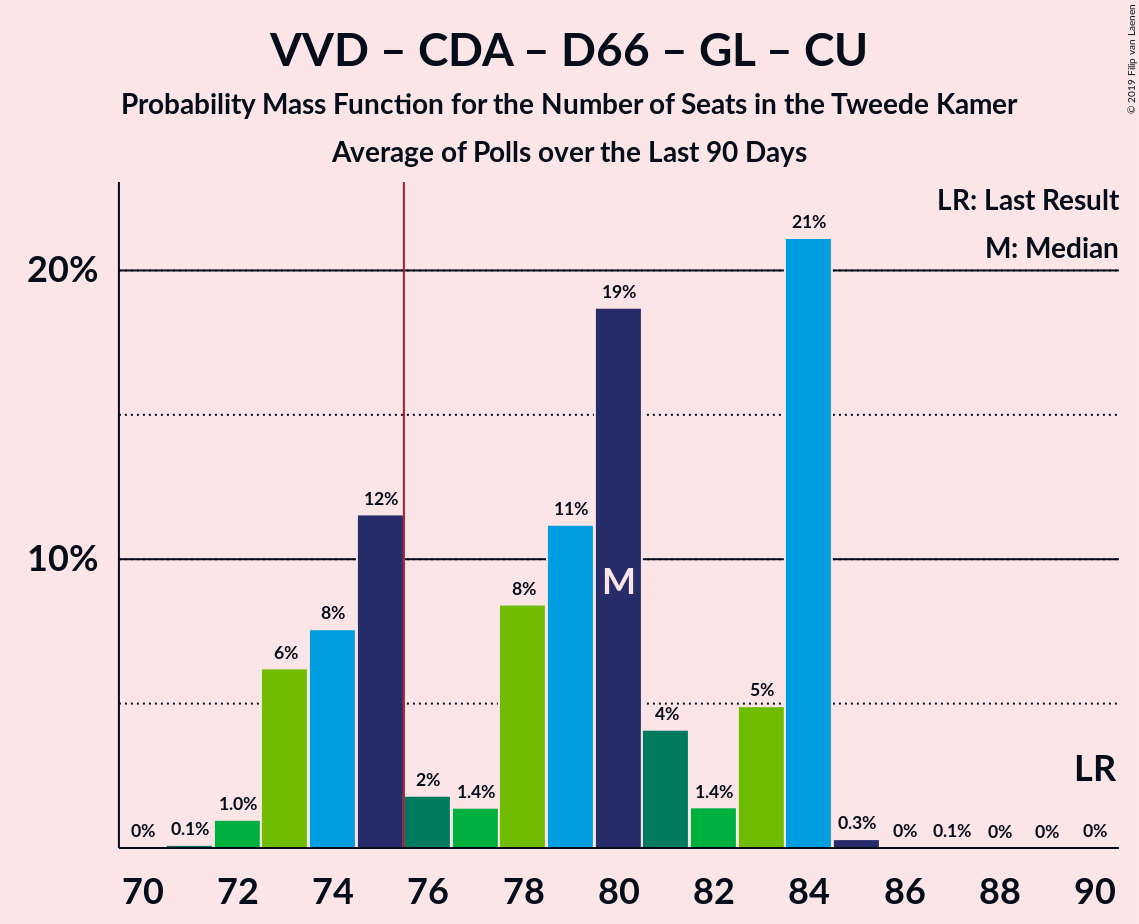 VVD – CDA – D66 – GL – CU
Probability Mass Function for the Number of Seats in the Tweede Kamer
Average of Polls over the Last 90 Days
© 2019 Filip van Laenen
LR: Last Result
M: Median
20%
10%
0%
0.1%
1.0%
6%
8%
12%
2%
1.4%
8%
11%
19%
4%
1.4%
5%
21%
0.3%
0%
0.1%
0%
0%
0%
M
LR
70 72 74 76 78 80 82 84 86 88 90